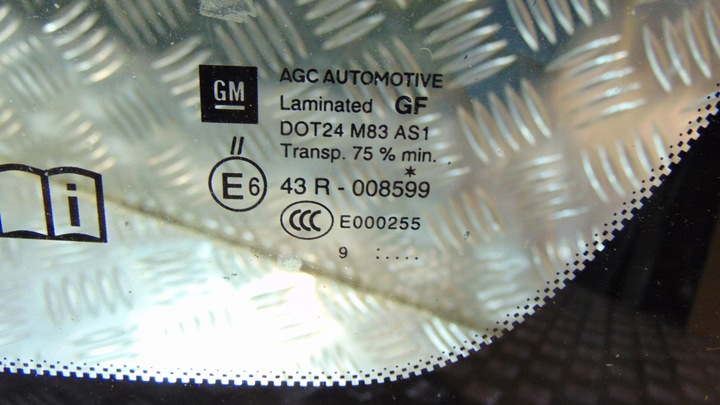 GM
AGC AUTOMOTIVE
Laminated GF
DOT24 M83 AS1
Transp. 75 % min.
II
E6 43 R - 008599
*
CCC E000255
i
9 :....